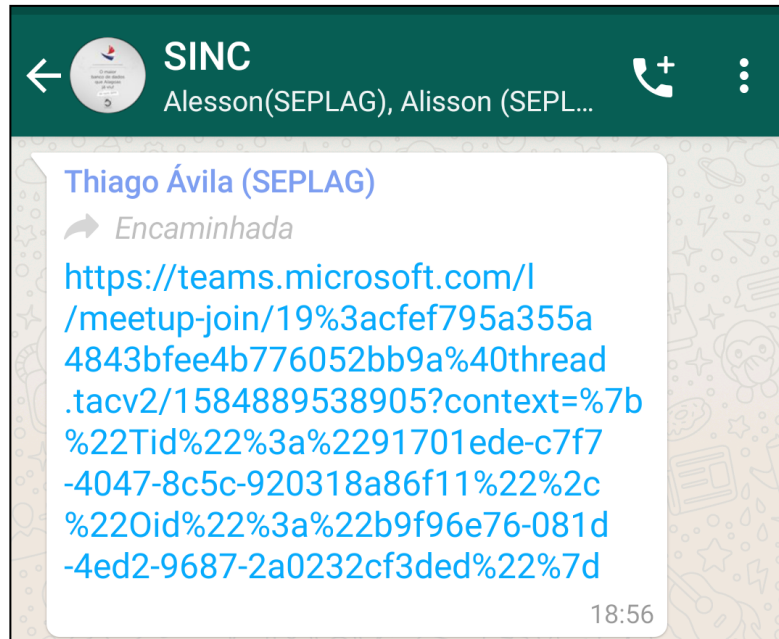 SINC
Alesson(SEPLAG), Alisson (SEPL...
Thiago Ávila (SEPLAG)
Encaminhada
https://teams.microsoft.com/l
/meetup-join/19%3acfef795a355a
4843bfee4b776052bb9a%40thread
.tacv2/1584889538905?context=%7b
%22Tid%22%3a%2291701ede-c7f7
-4047-8c5c-920318a86f11%22%2c
%22Oid%22%3a%22b9f96e76-081d
-4ed2-9687-2a0232cf3ded%22%7d
18:56